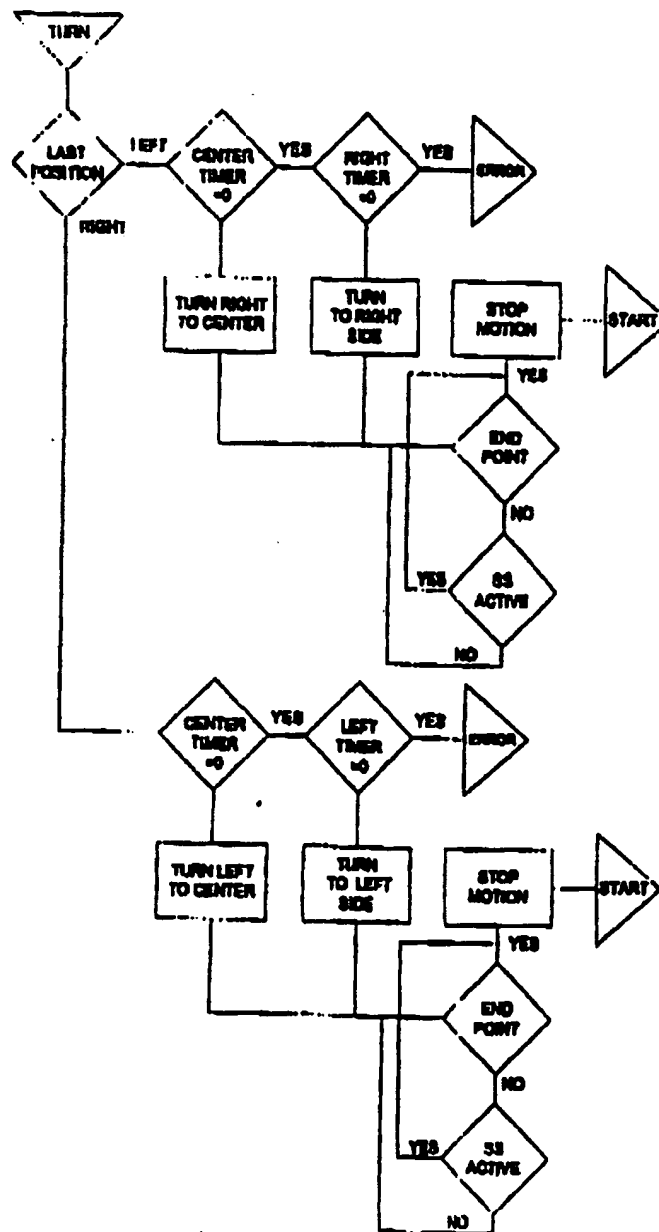 TURN
LAST
POSITION
LEFT
CENTER
TIMER
=0
YES
RIGHT
TIMER
=0
YES
ERROR
RIGHT
TURN RIGHT
TO CENTER
TURN
TO RIGHT
SIDE
STOP
MOTION
START
YES
END
POINT
NO
YES
ACTIVE
NO
CENTER
TIMER
=0
YES
LEFT
TIMER
=0
YES
ERROR
TURN LEFT
TO CENTER
TURN
TO LEFT
SIDE
STOP
MOTION
START
YES
END
POINT
NO
YES
ACTIVE
NO